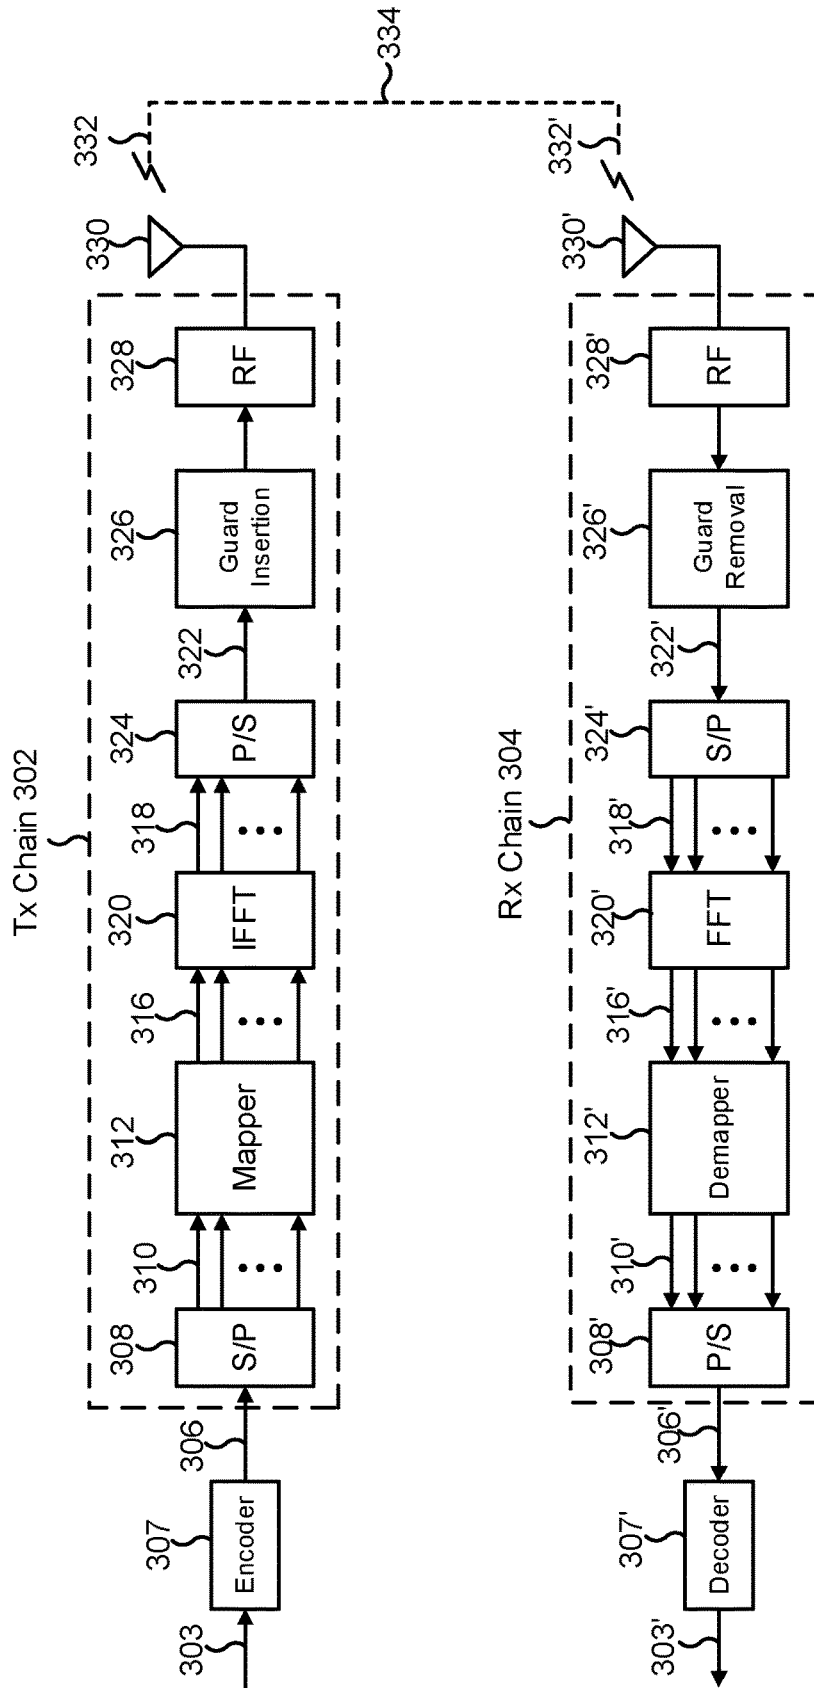 Tx Chain 302
303
307
Encoder
306
308
S/P
310
312
Mapper
316
320
IFFT
318
324
P/S
322
326
Guard
Insertion
328
RF
330
332
334
Rx Chain 304
303'
307'
Decoder
306'
308'
P/S
310'
312'
Demapper
316'
320'
FFT
318'
324'
S/P
322'
326'
Guard
Removal
328'
RF
330'
332'